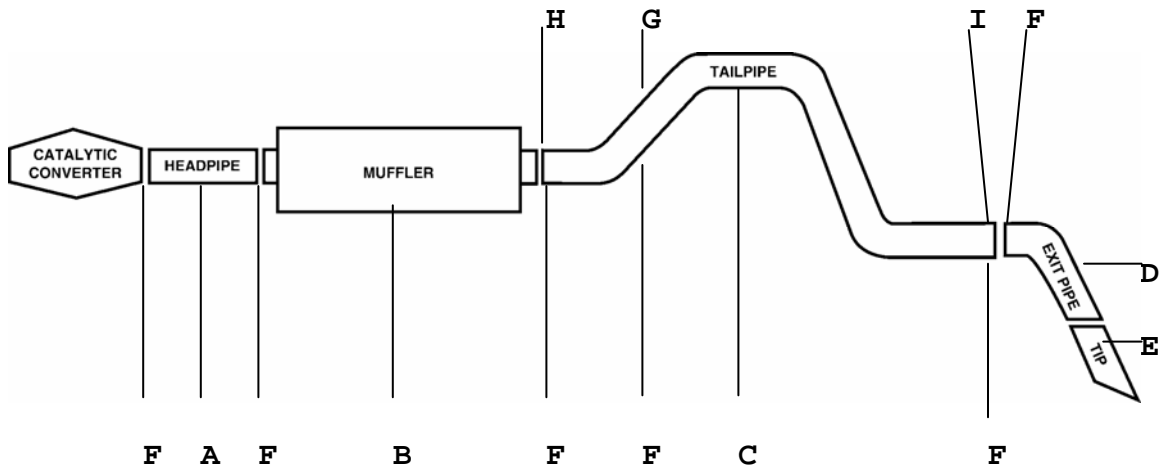 H G I F
TAILPIPE
CATALYTIC
CONVERTER
HEADPIPE
MUFFLER
EXIT PIPE
D
TIP
E
F A F B F F C F